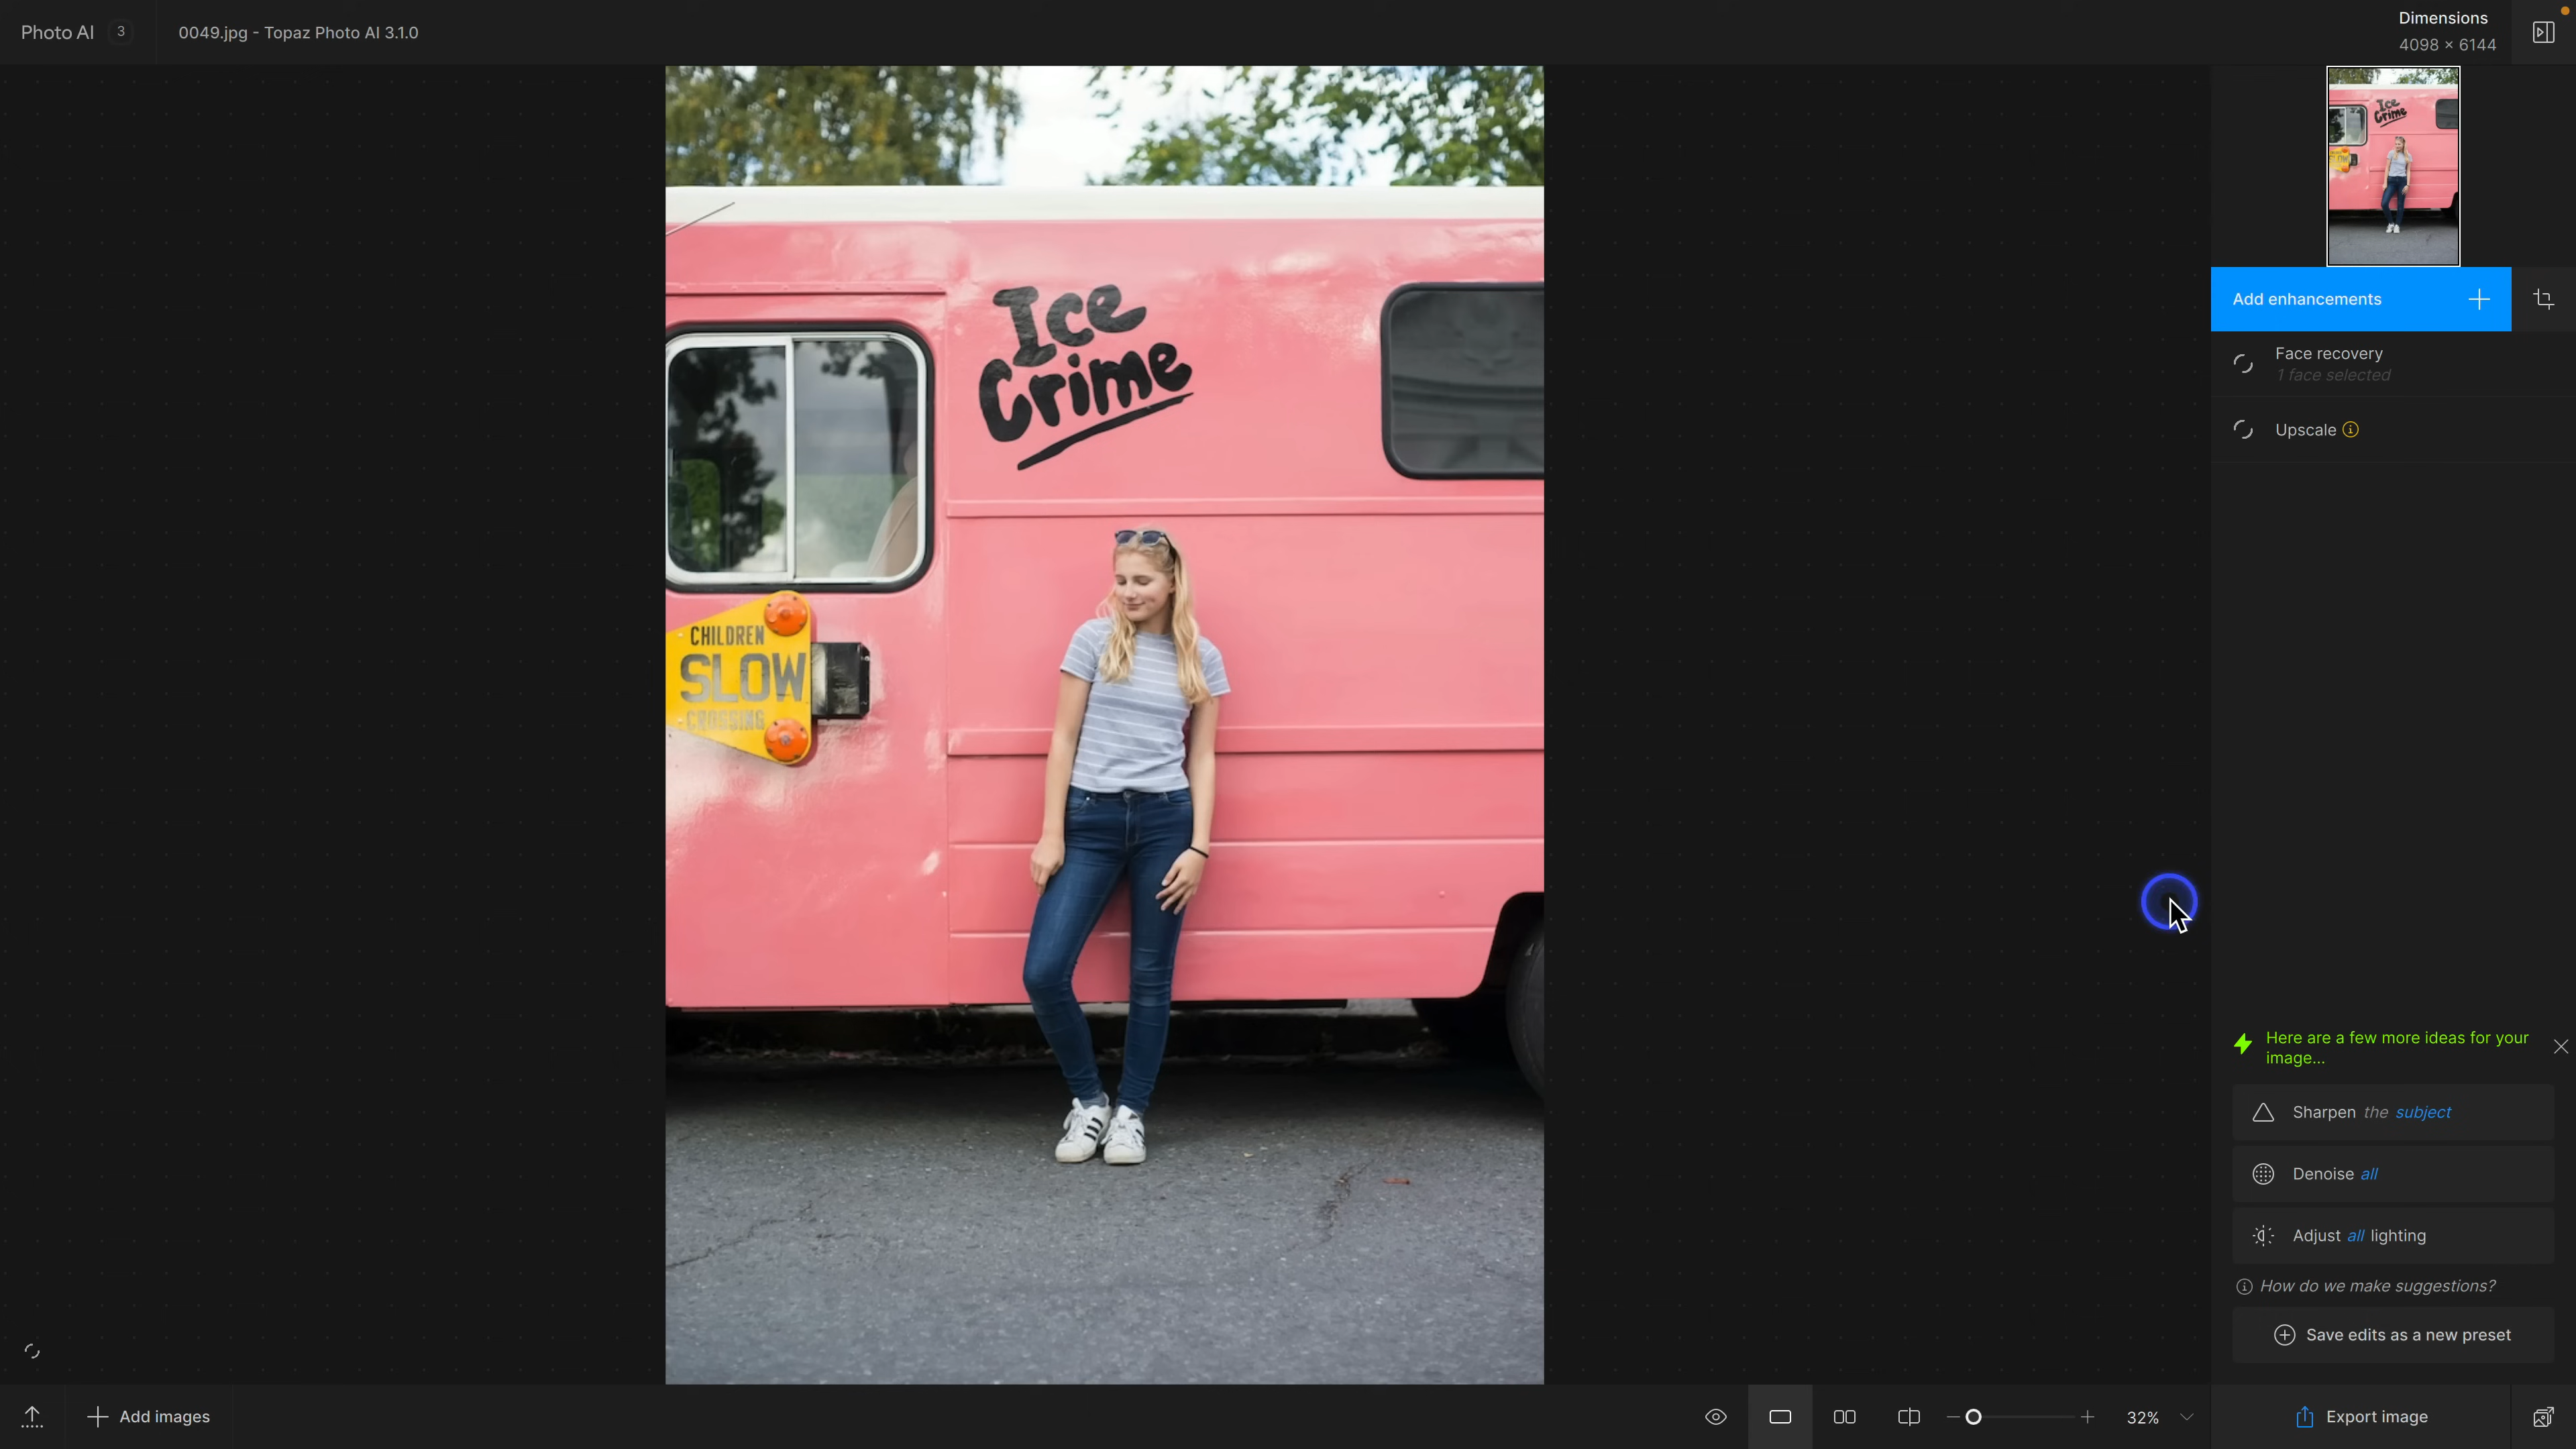 Photo AI 3 0049.jpg - Topaz Photo AI 3.1.0
Dimensions
4098 × 6144
Ice
Crime
CHILDREN
SLOW
CROSSING
Ice
Crime
Add enhancements
Face recovery
1 face selected
Upscale
Here are a few more ideas for your
image...
Sharpen the subject
Denoise all
Adjust all lighting
How do we make suggestions?
Save edits as a new preset
Add images
32%
Export image